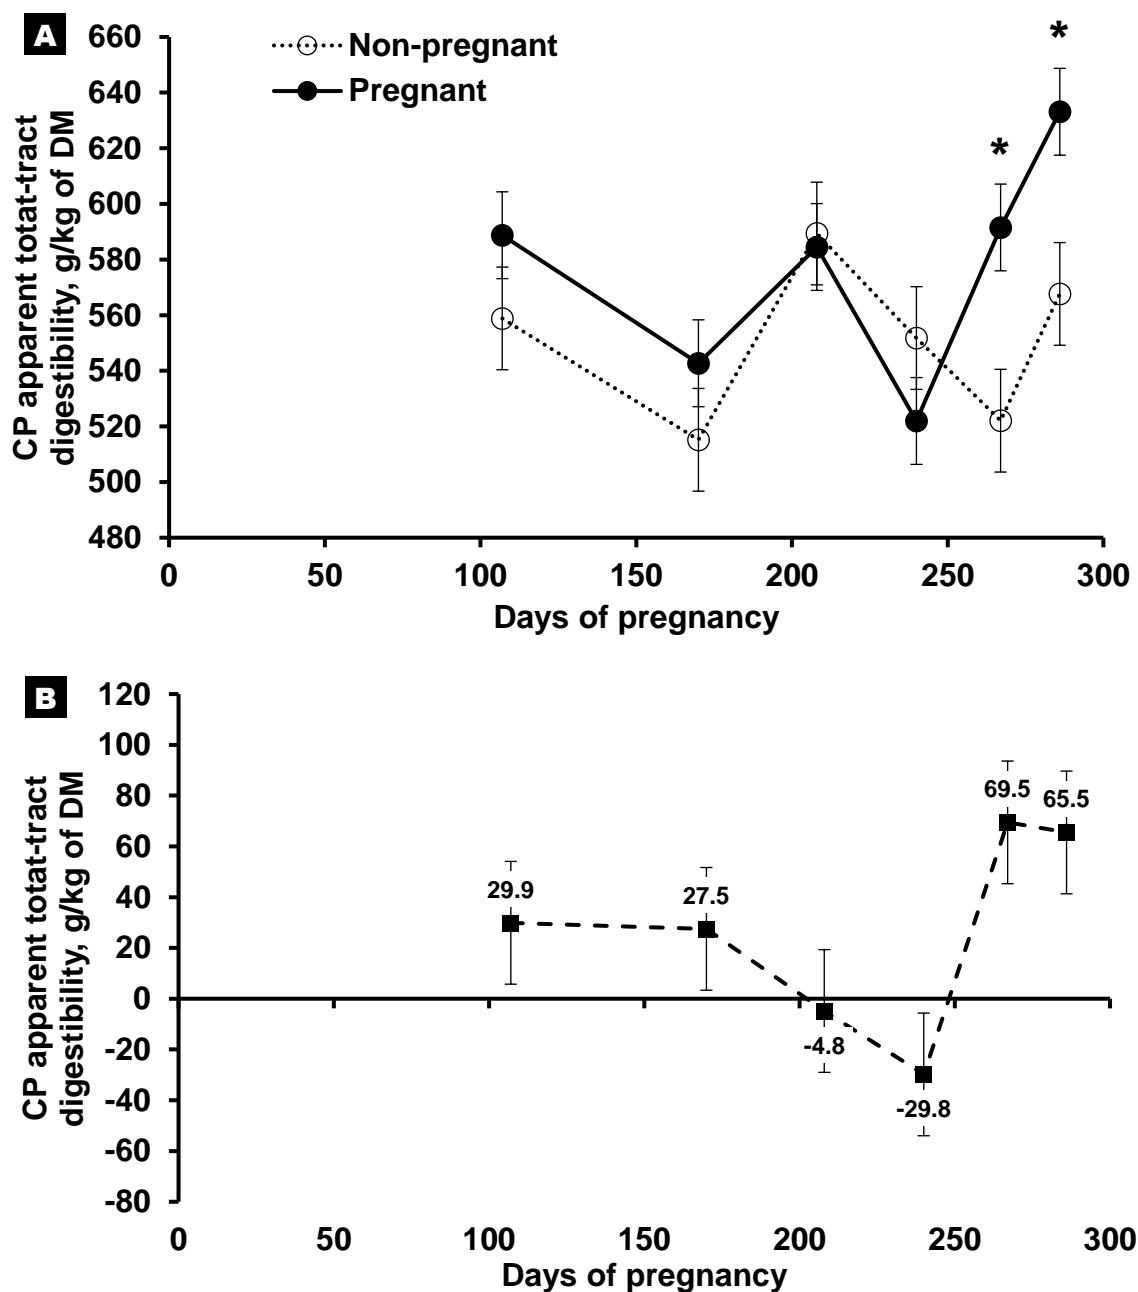 A
660
640
620
600
580
560
540
520
500
480
CP apparent totat-tract
digestibility, g/kg of DM
Non-pregnant
Pregnant
*
*
0 50 100 150 200 250 300
Days of pregnancy
B
120
100
80
60
40
20
0
-20
-40
-60
-80
CP apparent totat-tract
digestibility, g/kg of DM
29.9
27.5
-4.8
-29.8
69.5
65.5
0 50 100 150 200 250 300
Days of pregnancy